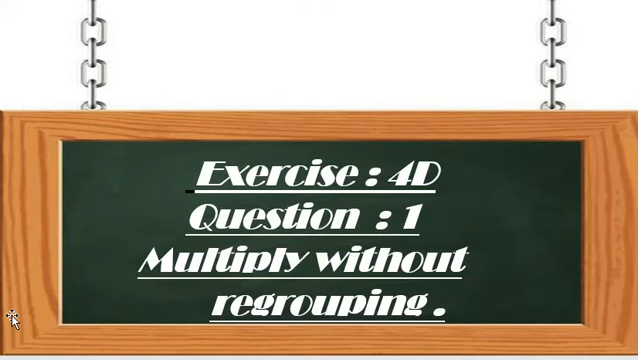 Exercise : 4D
Question : 1
Multiply without
regrouping .